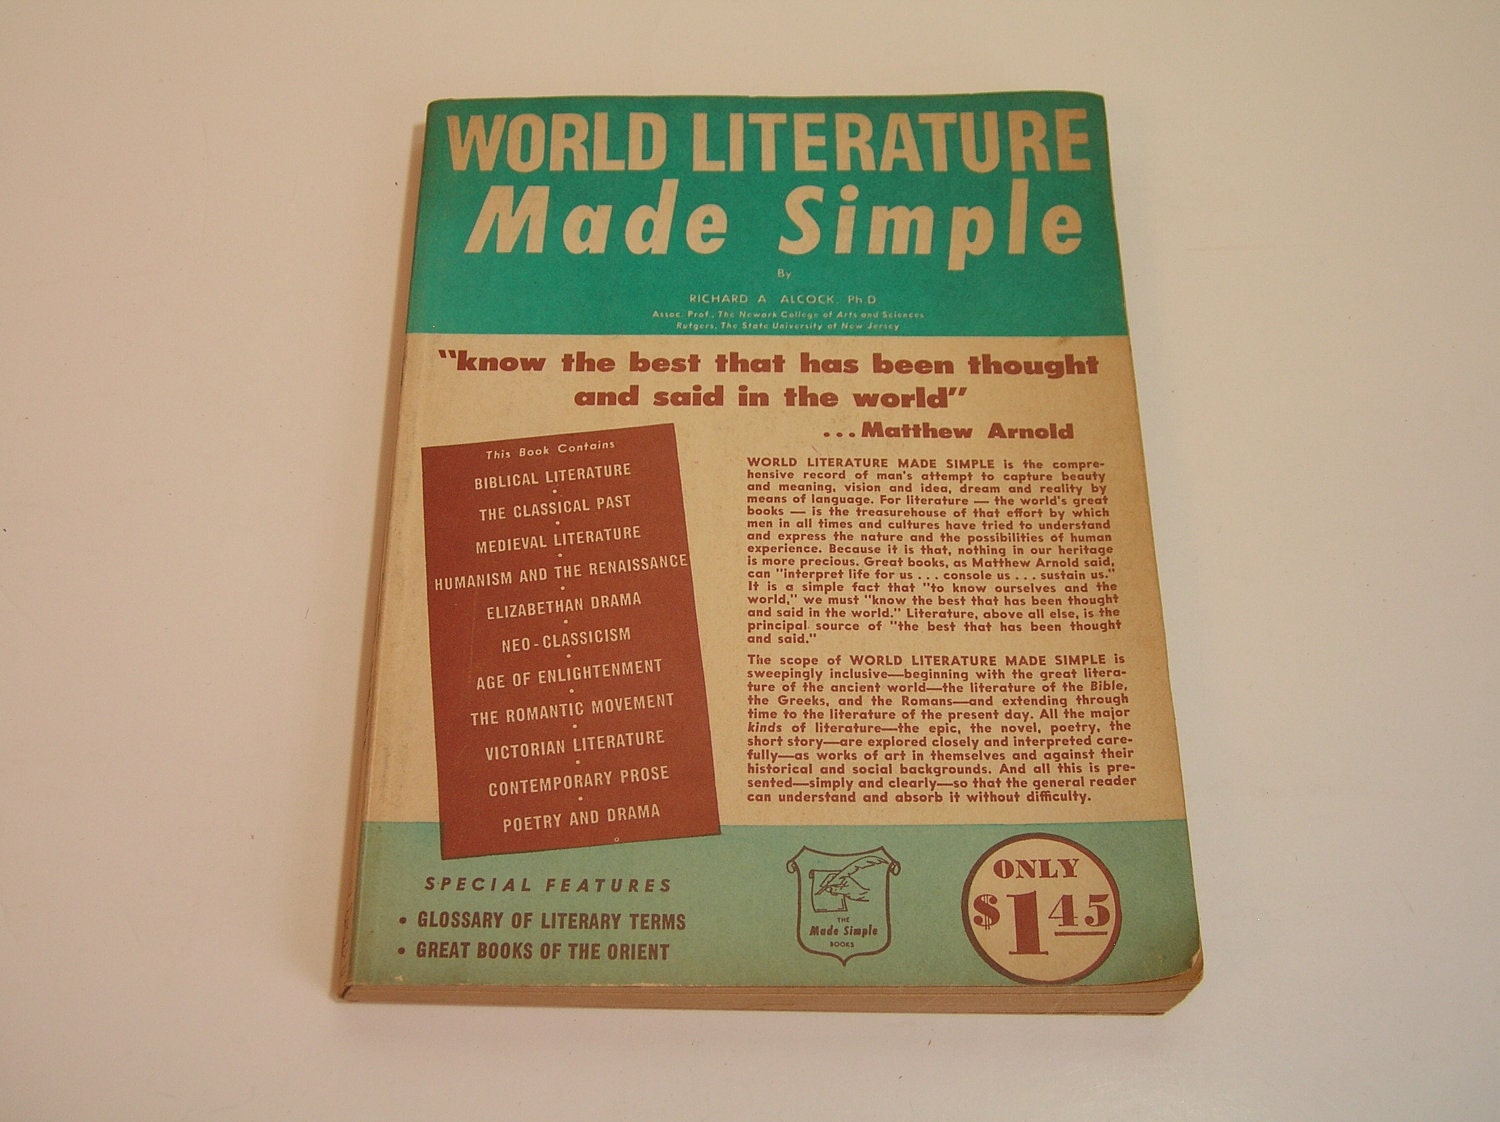 WORLD LITERATURE
Made Simple
By
RICHARD A. ALCOCK, Ph.D.
Assoc. Prof., The Newark College of Arts and Sciences
Rutgers, The State University of New Jersey
"know the best that has been thought
and said in the world"
...Matthew Arnold
This Book Contains
BIBLICAL LITERATURE
•
THE CLASSICAL PAST
•
MEDIEVAL LITERATURE
•
HUMANISM AND THE RENAISSANCE
•
ELIZABETHAN DRAMA
•
NEO-CLASSICISM
•
AGE OF ENLIGHTENMENT
•
THE ROMANTIC MOVEMENT
•
VICTORIAN LITERATURE
•
CONTEMPORARY PROSE
•
POETRY AND DRAMA
WORLD LITERATURE MADE SIMPLE is the compre-
hensive record of man's attempt to capture beauty
and meaning, vision and idea, dream and reality by
means of language. For literature — the world's great
books — is the treasurehouse of that effort by which
men in all times and cultures have tried to understand
and express the nature and the possibilities of human
experience. Because it is that, nothing in our heritage
is more precious. Great books, as Matthew Arnold said,
can "interpret life for us . . . console us . . . sustain us."
It is a simple fact that "to know ourselves and the
world," we must "know the best that has been thought
and said in the world." Literature, above all else, is the
principal source of "the best that has been thought
and said."
The scope of WORLD LITERATURE MADE SIMPLE is
sweepingly inclusive—beginning with the great litera-
ture of the ancient world—the literature of the Bible,
the Greeks, and the Romans—and extending through
time to the literature of the present day. All the major
kinds of literature—the epic, the novel, poetry, the
short story—are explored closely and interpreted care-
fully—as works of art in themselves and against their
historical and social backgrounds. And all this is pre-
sented—simply and clearly—so that the general reader
can understand and absorb it without difficulty.
SPECIAL FEATURES
• GLOSSARY OF LITERARY TERMS
• GREAT BOOKS OF THE ORIENT
THE
Made Simple
BOOKS
ONLY
$1.45